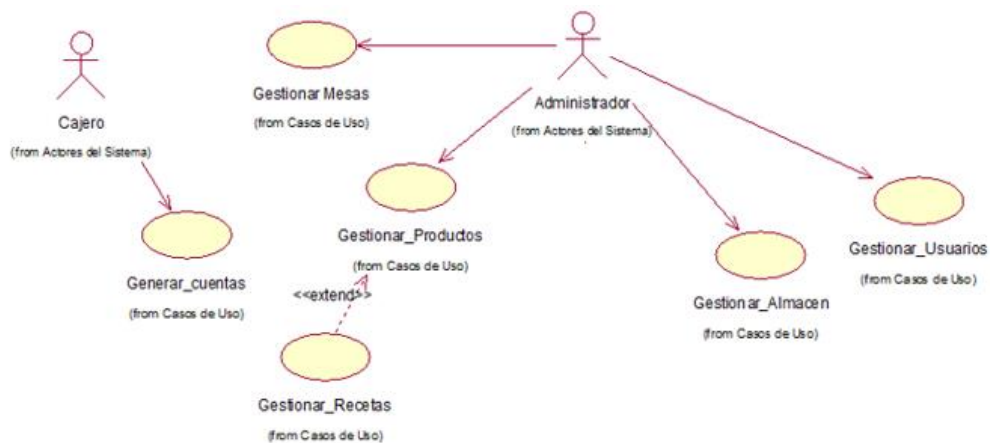 Cajero
(from Actores del Sistema)
Gestionar Mesas
(from Casos de Uso)
Administrador
(from Actores del Sistema)
Generar_cuentas
(from Casos de Uso)
Gestionar_Productos
(from Casos de Uso)
<<extend>>
Gestionar_Recetas
(from Casos de Uso)
Gestionar_Almacen
(from Casos de Uso)
Gestionar_Usuarios
(from Casos de Uso)